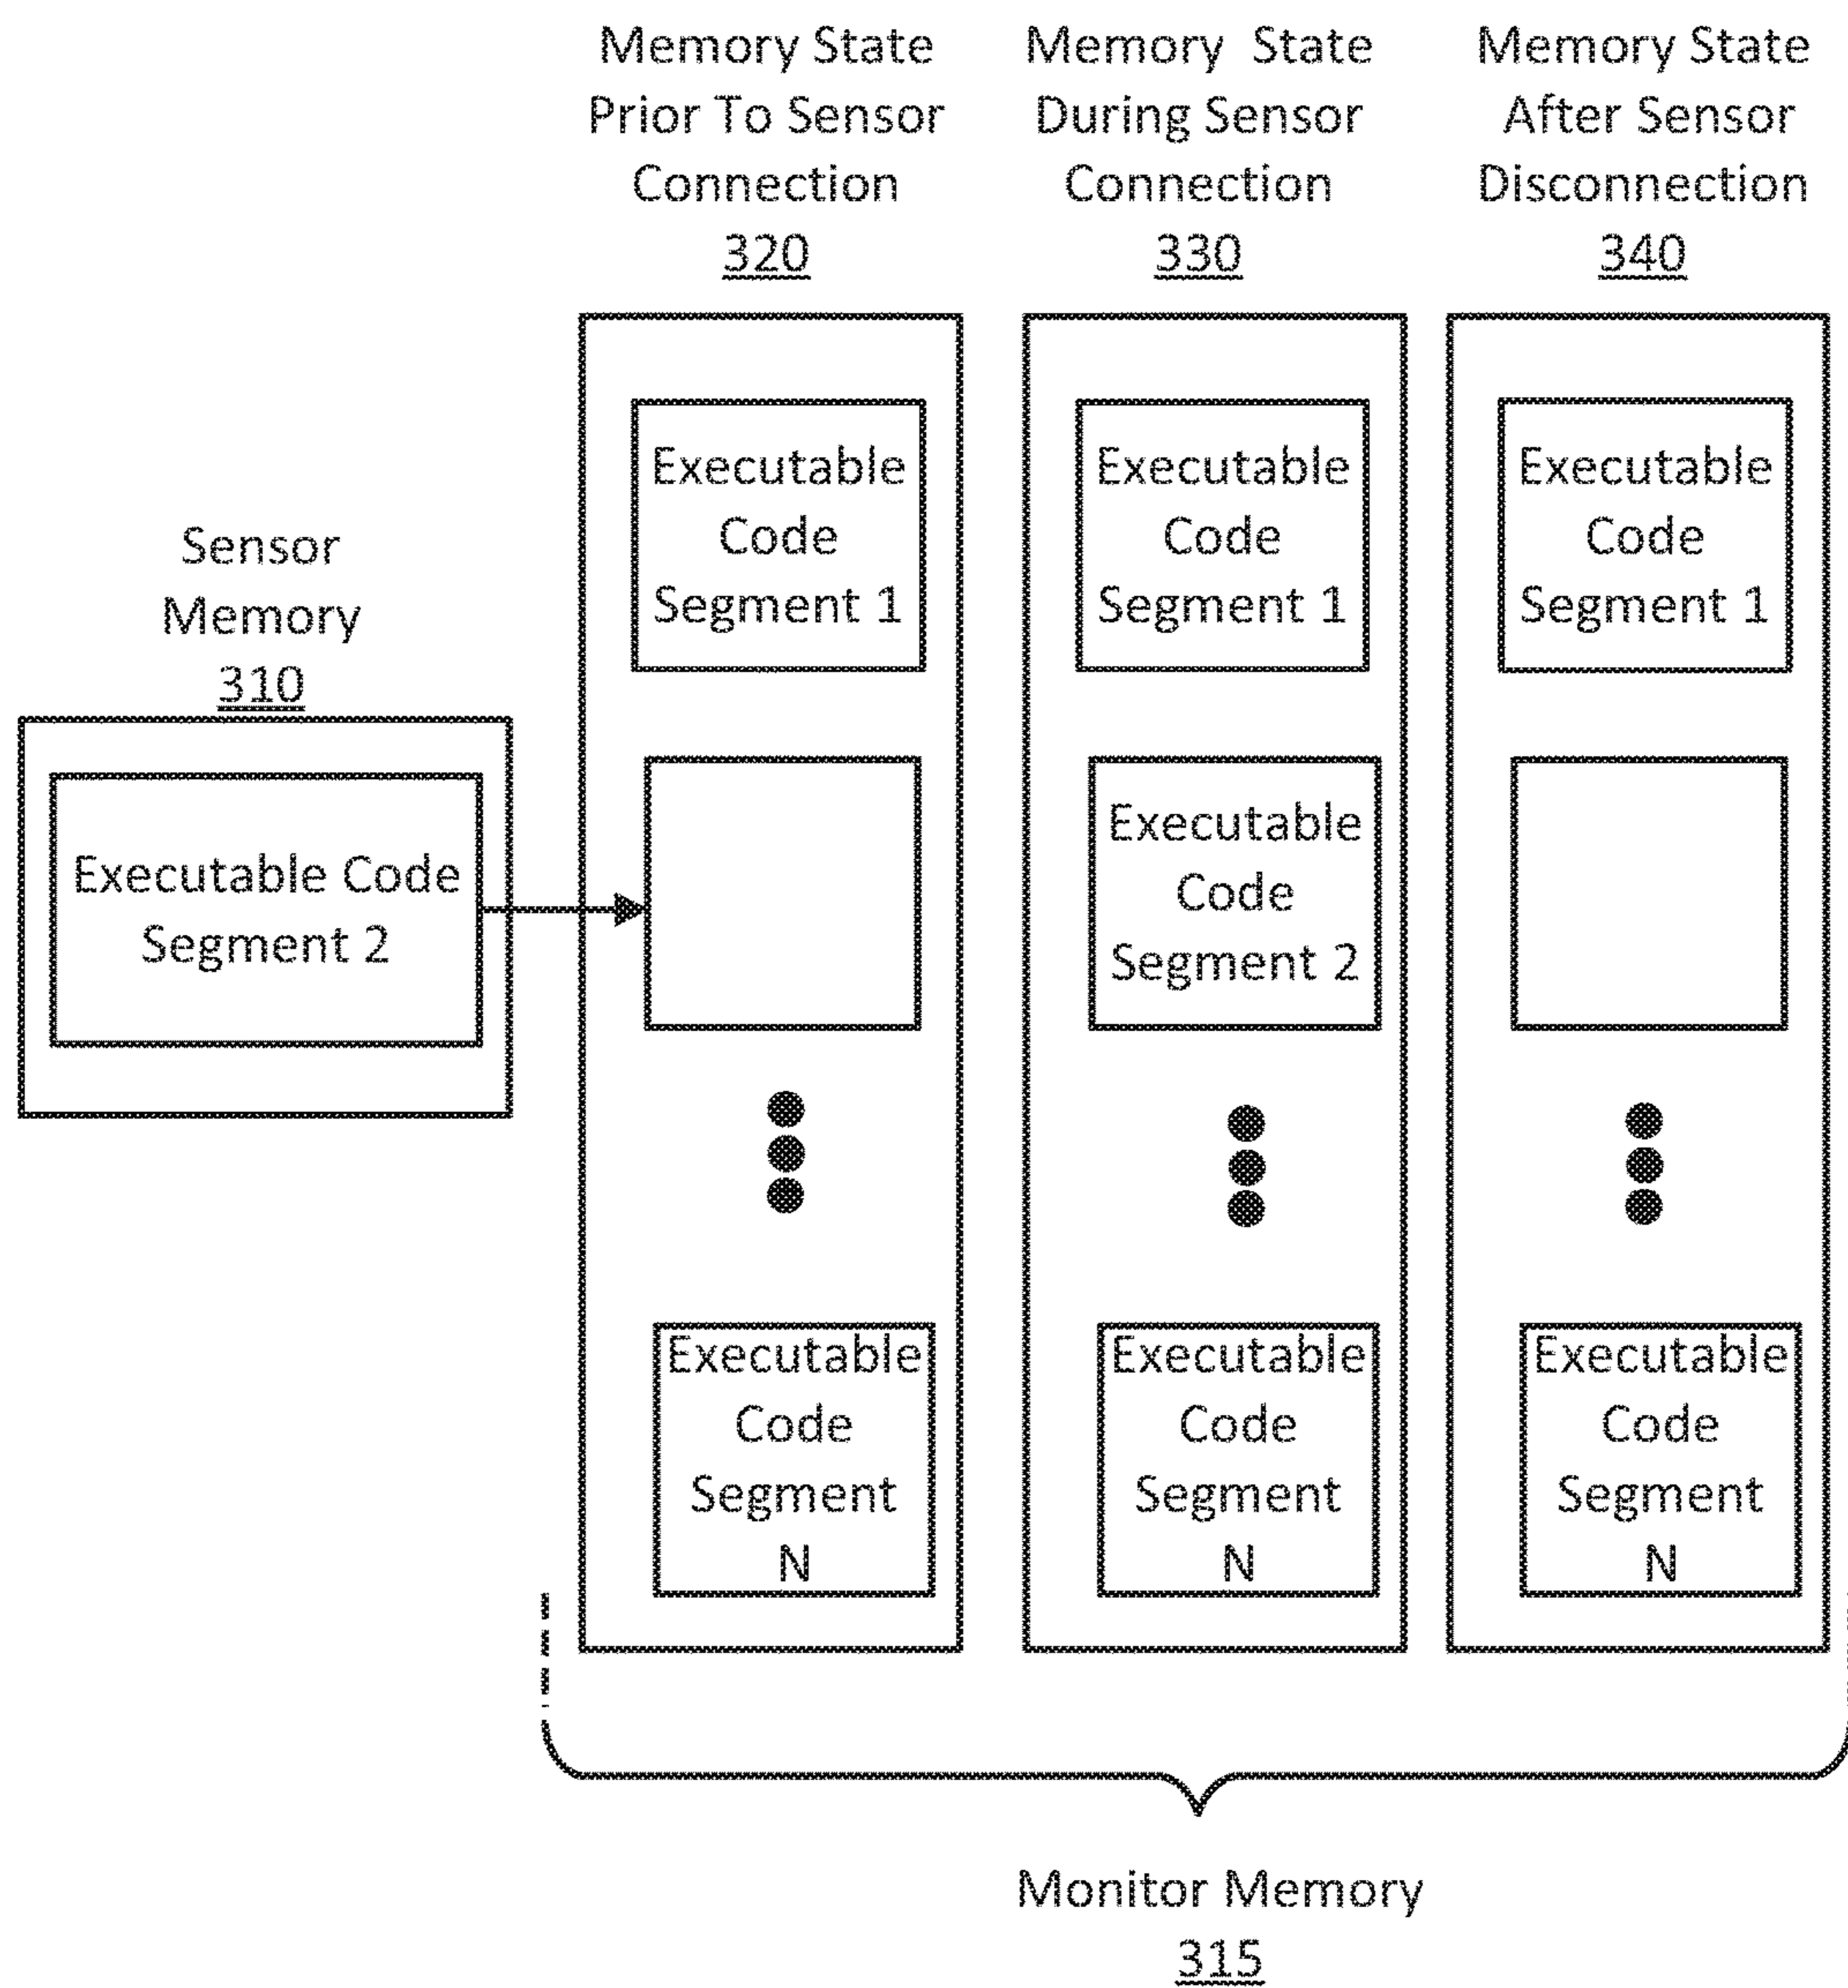 Memory State
Prior To Sensor
Connection
320
Memory State
During Sensor
Connection
330
Memory State
After Sensor
Disconnection
340
Sensor
Memory
310
Executable Code
Segment 2
Executable
Code
Segment 1
Executable
Code
Segment N
Executable
Code
Segment 1
Executable
Code
Segment 2
Executable
Code
Segment
N
Executable
Code
Segment 1
Executable
Code
Segment
N
Monitor Memory
315